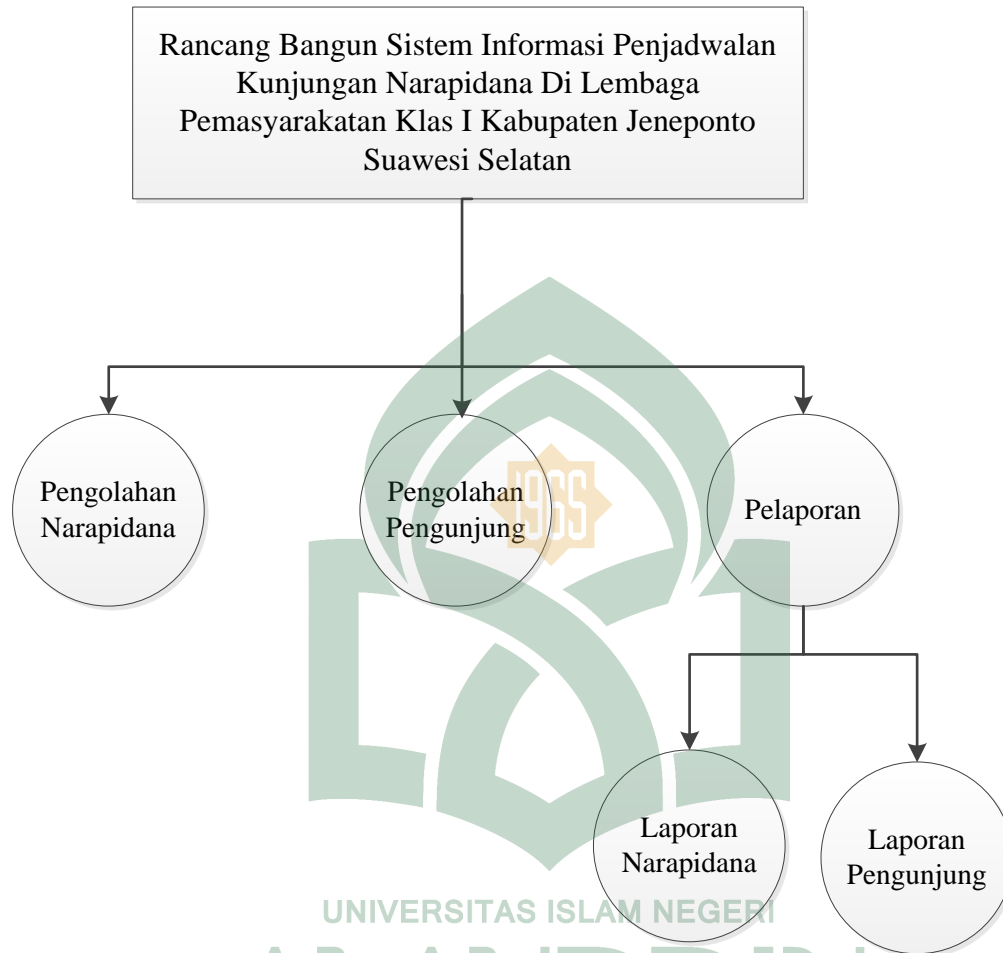 Rancang Bangun Sistem Informasi Penjadwalan
Kunjungan Narapidana Di Lembaga
Pemasyarakatan Klas I Kabupaten Jeneponto
Suawesi Selatan
Pengolahan
Narapidana
Pengolahan
Pengunjung
1965
Pelaporan
Laporan
Narapidana
Laporan
Pengunjung
UNIVERSITAS ISLAM NEGERI